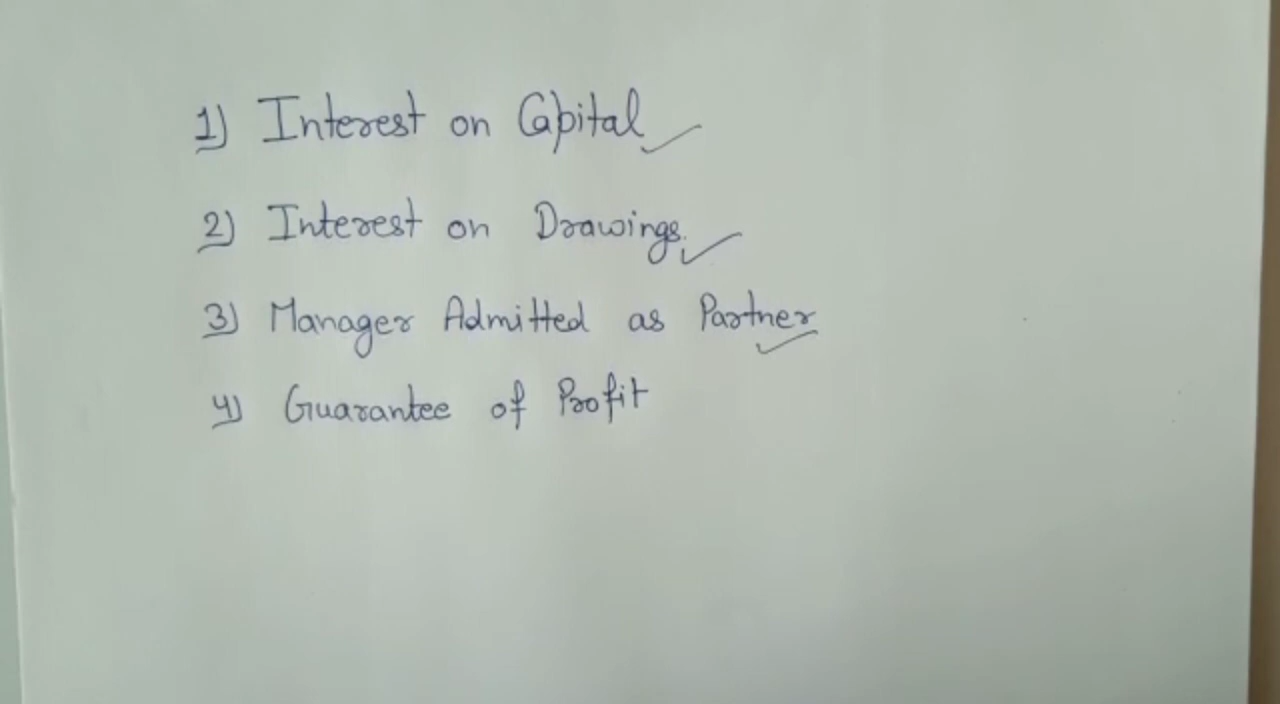 1) Interest on Capital
2) Interest on Drawings.
3) Manager Admitted as Partner
4) Guarantee of Profit